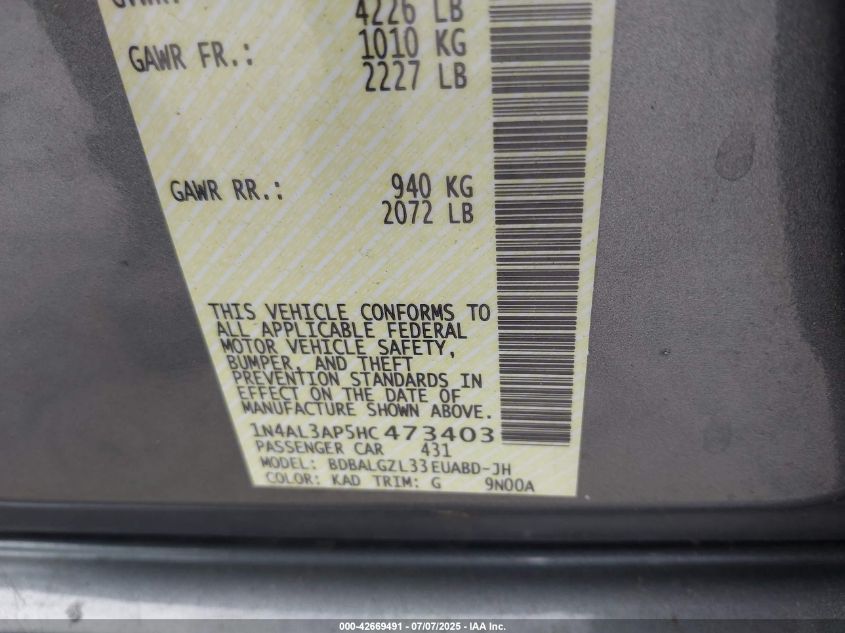 4226 LB
GAWR FR.: 1010 KG
2227 LB
GAWR RR.: 940 KG
2072 LB
THIS VEHICLE CONFORMS TO
ALL APPLICABLE FEDERAL
MOTOR VEHICLE SAFETY,
BUMPER, AND THEFT
PREVENTION STANDARDS IN
EFFECT ON THE DATE OF
MANUFACTURE SHOWN ABOVE.
1N4AL3AP5HC473403
PASSENGER CAR 431
MODEL: BDBALGZL33EUABD-JH
COLOR: KAD TRIM: G 9N00A
000-42669491 - 07/07/2025 - IAA Inc.